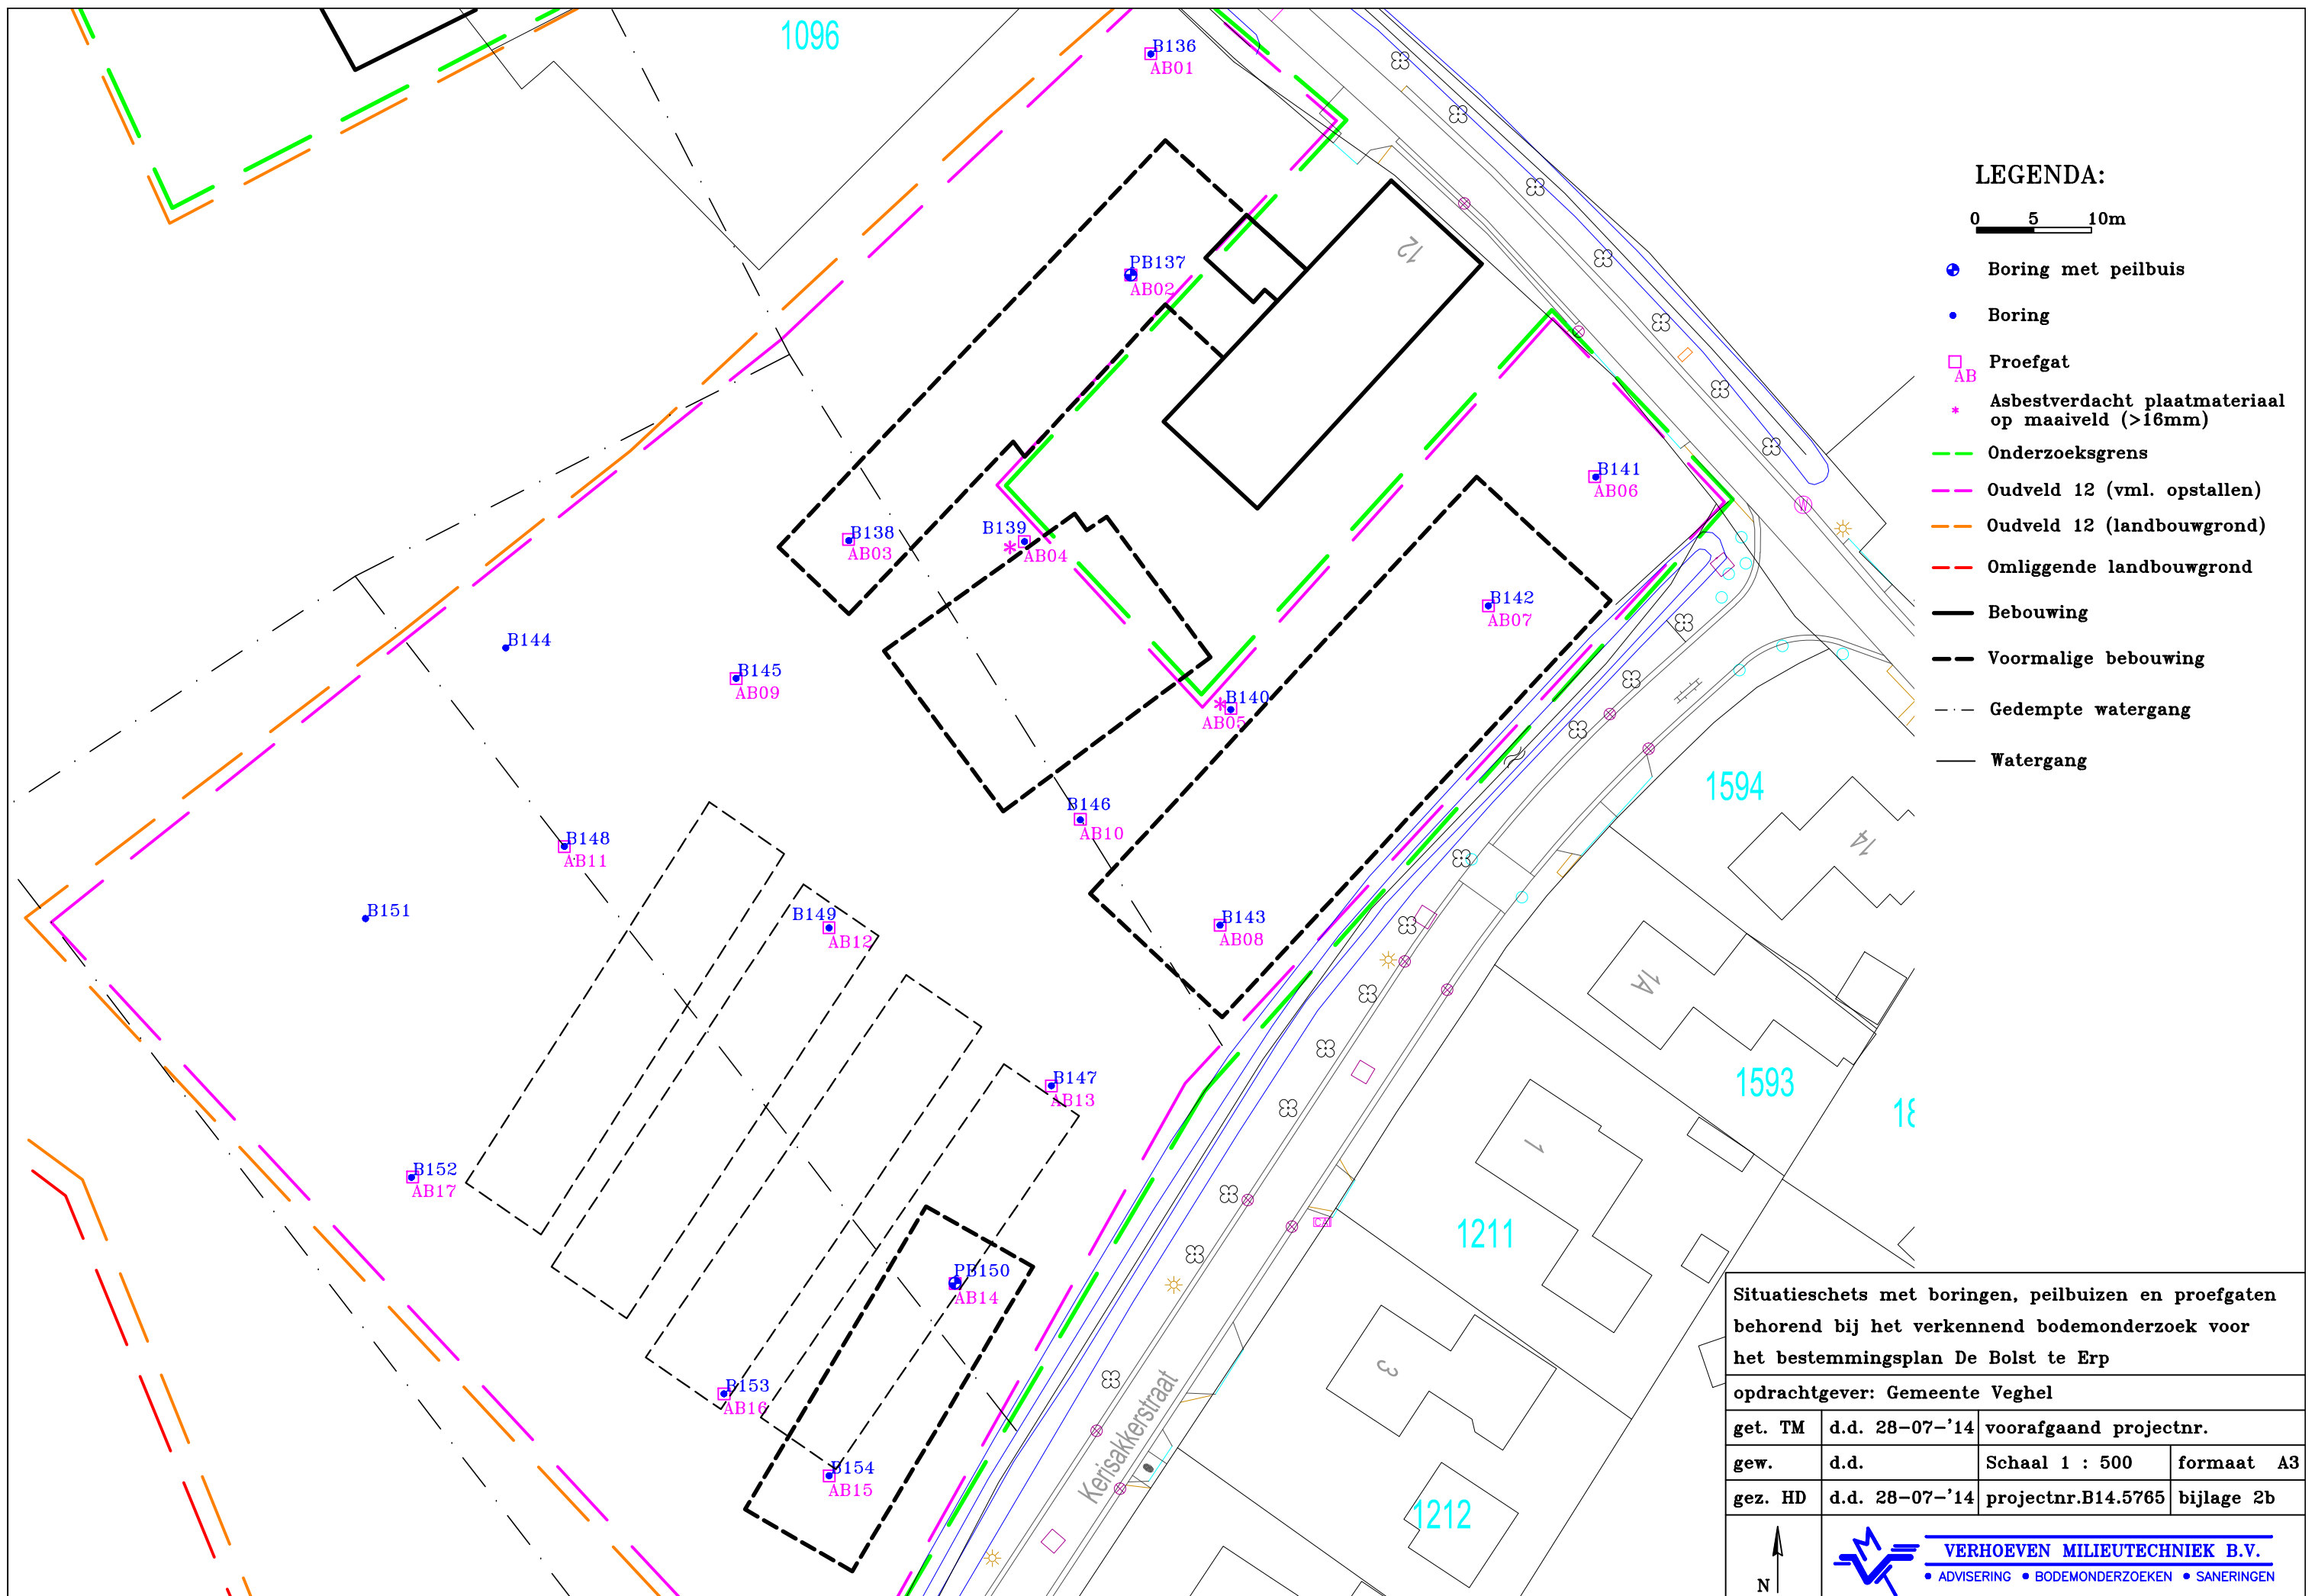 1096
B136
AB01
12
PB137
AB02
B138
AB03
B139
*
AB04
B141
AB06
B142
AB07
B144
B145
AB09
*
B140
AB05
B146
AB10
B148
AB11
B151
B149
AB12
B143
AB08
B147
AB13
B152
AB17
PB150
AB14
B153
AB16
B154
AB15
Kerisakkerstraat
W
CAI
1594
14
1A
1593
18
1
1211
3
1212
LEGENDA:
0 5 10m
Boring met peilbuis
Boring
Proefgat
AB
Asbestverdacht plaatmateriaal
* op maaiveld (>16mm)
Onderzoeksgrens
Oudveld 12 (vml. opstallen)
Oudveld 12 (landbouwgrond)
Omliggende landbouwgrond
Bebouwing
Voormalige bebouwing
Gedempte watergang
Watergang
Situatieschets met boringen, peilbuizen en proefgaten
behorend bij het verkennend bodemonderzoek voor
het bestemmingsplan De Bolst te Erp
opdrachtgever: Gemeente Veghel
get. TM d.d. 28-07-'14 voorafgaand projectnr.
gew. d.d. Schaal 1 : 500 formaat A3
gez. HD d.d. 28-07-'14 projectnr.B14.5765 bijlage 2b
N
VERHOEVEN MILIEUTECHNIEK B.V.
• ADVISERING • BODEMONDERZOEKEN • SANERINGEN